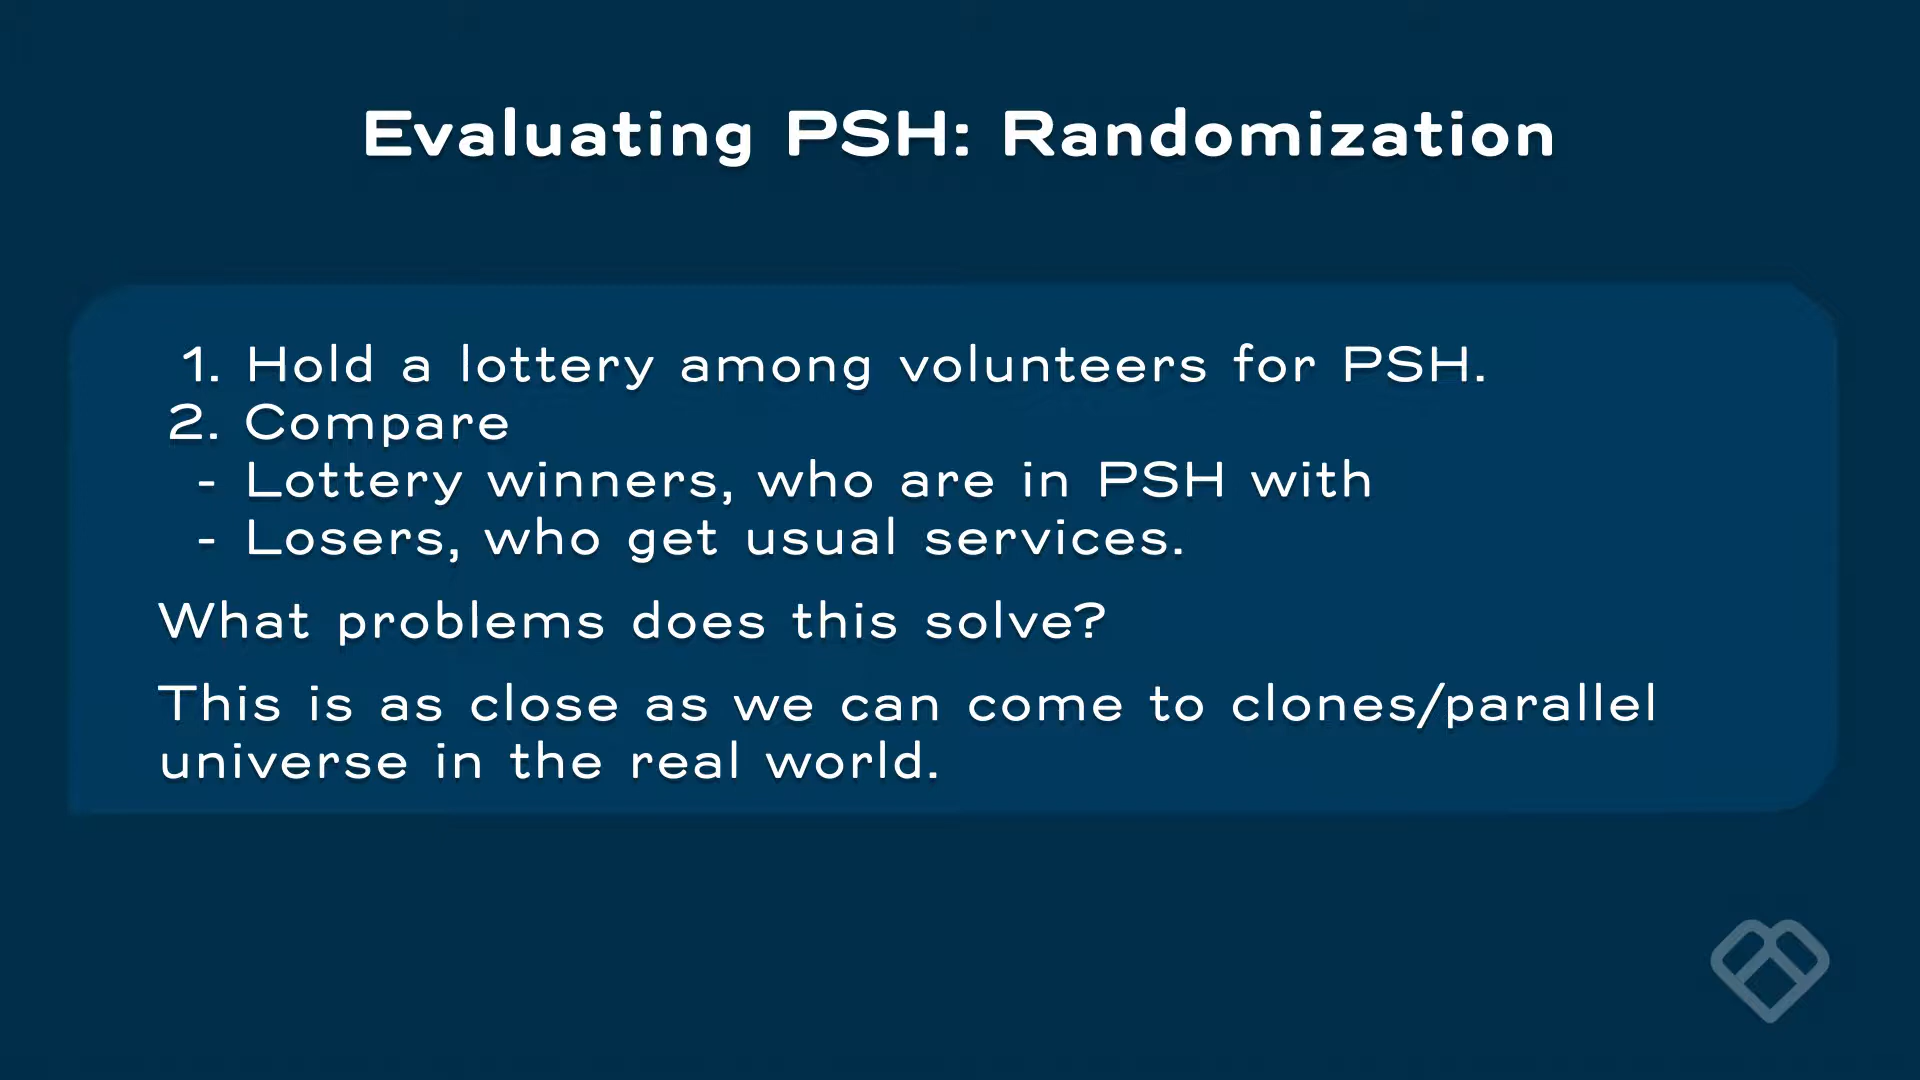 Evaluating PSH: Randomization
1. Hold a lottery among volunteers for PSH.
2. Compare
- Lottery winners, who are in PSH with
- Losers, who get usual services.
What problems does this solve?
This is as close as we can come to clones/parallel
universe in the real world.